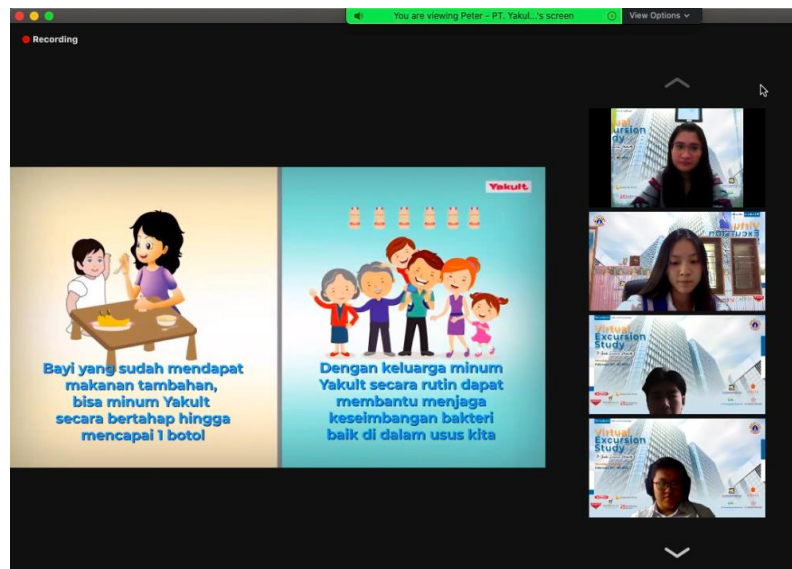 You are viewing Peter – PT. Yakul...'s screen
View Options
Recording
Yakult
Bayi yang sudah mendapat
makanan tambahan,
bisa minum Yakult
secara bertahap hingga
mencapai 1 botol
Dengan keluarga minum
Yakult secara rutin dapat
membantu menjaga
keseimbangan bakteri
baik di dalam usus kita
Virtual
Excursion
Study
Virtual
Excursion
Study